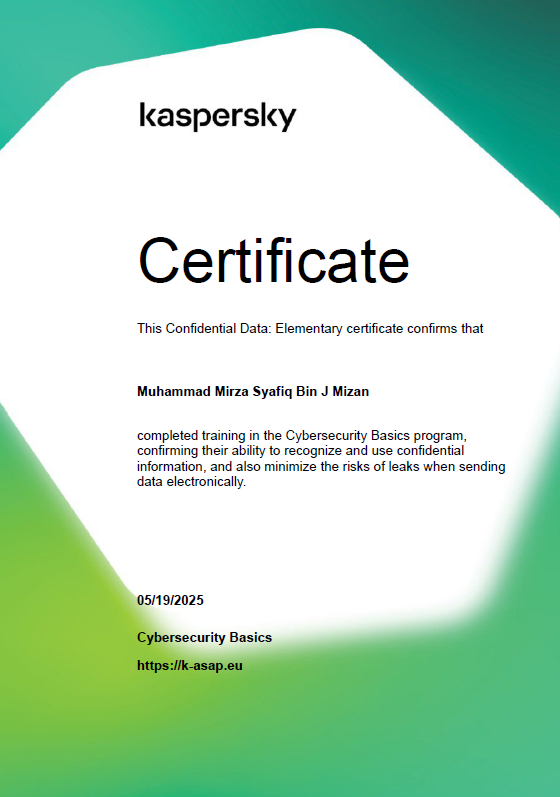 kaspersky
Certificate
This Confidential Data: Elementary certificate confirms that
Muhammad Mirza Syafiq Bin J Mizan
completed training in the Cybersecurity Basics program,
confirming their ability to recognize and use confidential
information, and also minimize the risks of leaks when sending
data electronically.
05/19/2025
Cybersecurity Basics
https://k-asap.eu